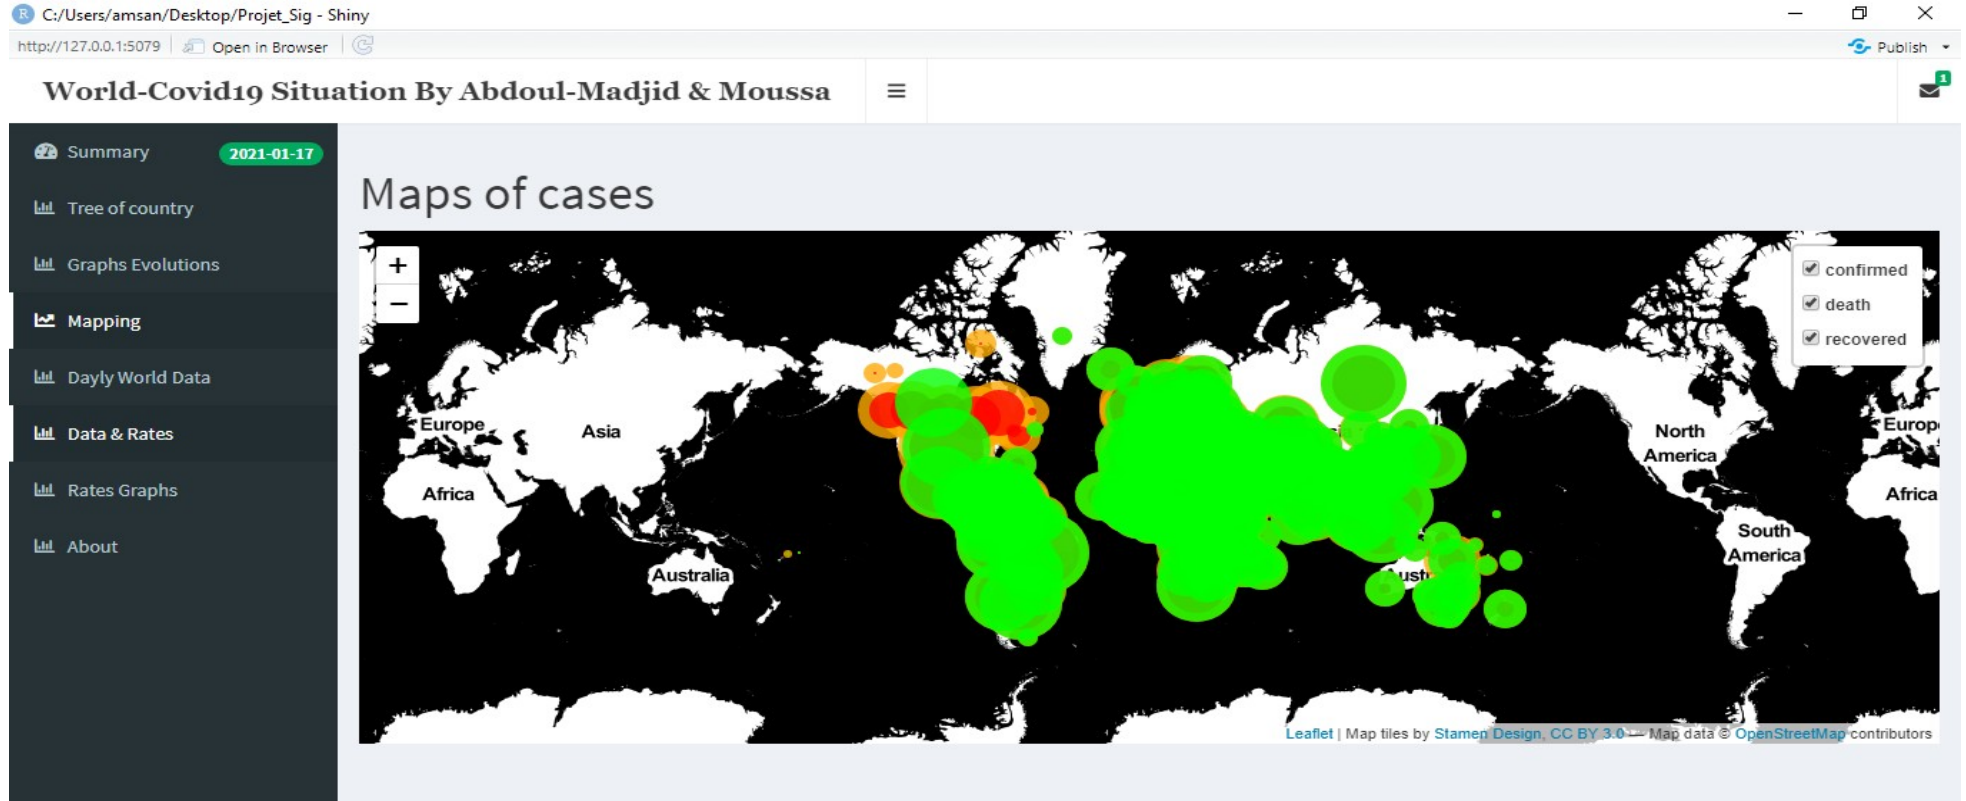 C:/Users/amsan/Desktop/Projet_Sig - Shiny
http://127.0.0.1:5079 Open in Browser Publish
World-Covid19 Situation By Abdoul-Madjid & Moussa
1
Summary 2021-01-17
Tree of country
Graphs Evolutions
Mapping
Dayly World Data
Data & Rates
Rates Graphs
About
Maps of cases
+
−
confirmed
death
recovered
Europe
Asia
Africa
Australia
Aust
North
America
South
America
Europ
Africa
Leaflet | Map tiles by Stamen Design, CC BY 3.0 — Map data © OpenStreetMap contributors